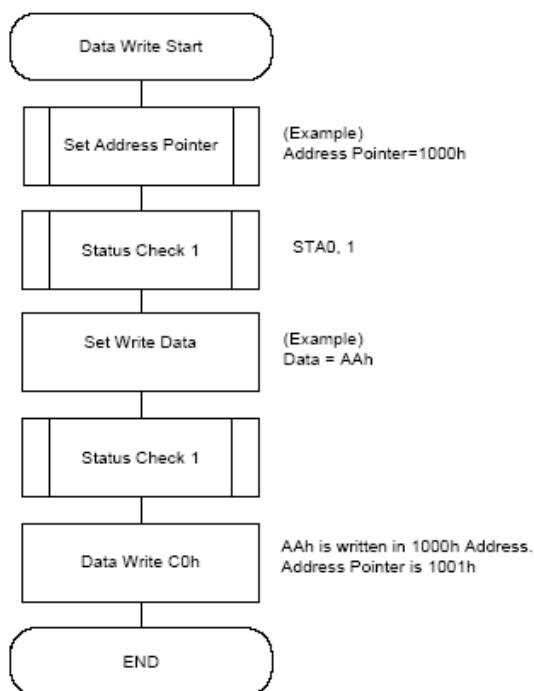 Data Write Start
Set Address Pointer
(Example)
Address Pointer=1000h
Status Check 1
STA0, 1
Set Write Data
(Example)
Data = AAh
Status Check 1
Data Write C0h
AAh is written in 1000h Address.
Address Pointer is 1001h
END